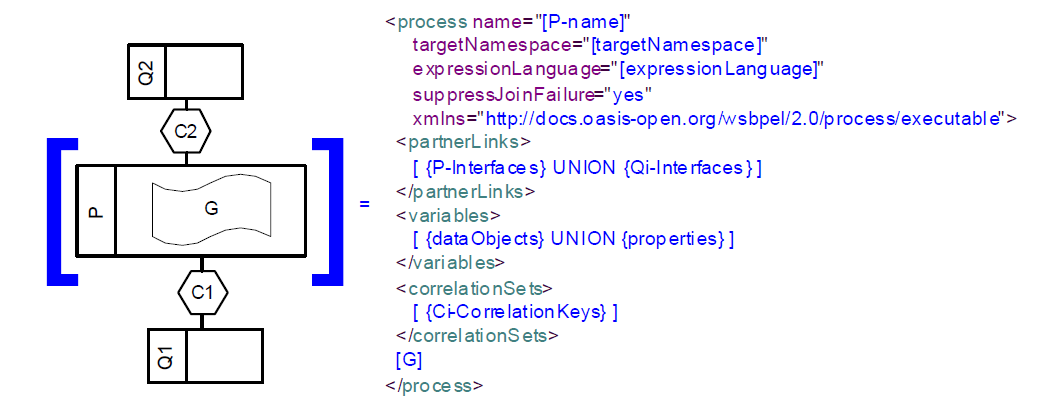 Q2
C2
P
G
C1
Q1
=
<process name="[P-name]"
targetNamespace="[targetNamespace]"
expressionLanguage="[expressionLanguage]"
suppressJoinFailure="yes"
xmlns="http://docs.oasis-open.org/wsbpel/2.0/process/executable">
<partnerLinks>
[ {P-Interfaces} UNION {Qi-Interfaces} ]
</partnerLinks>
<variables>
[ {dataObjects} UNION {properties} ]
</variables>
<correlationSets>
[ {Ci-CorrelationKeys} ]
</correlationSets>
[G]
</process>